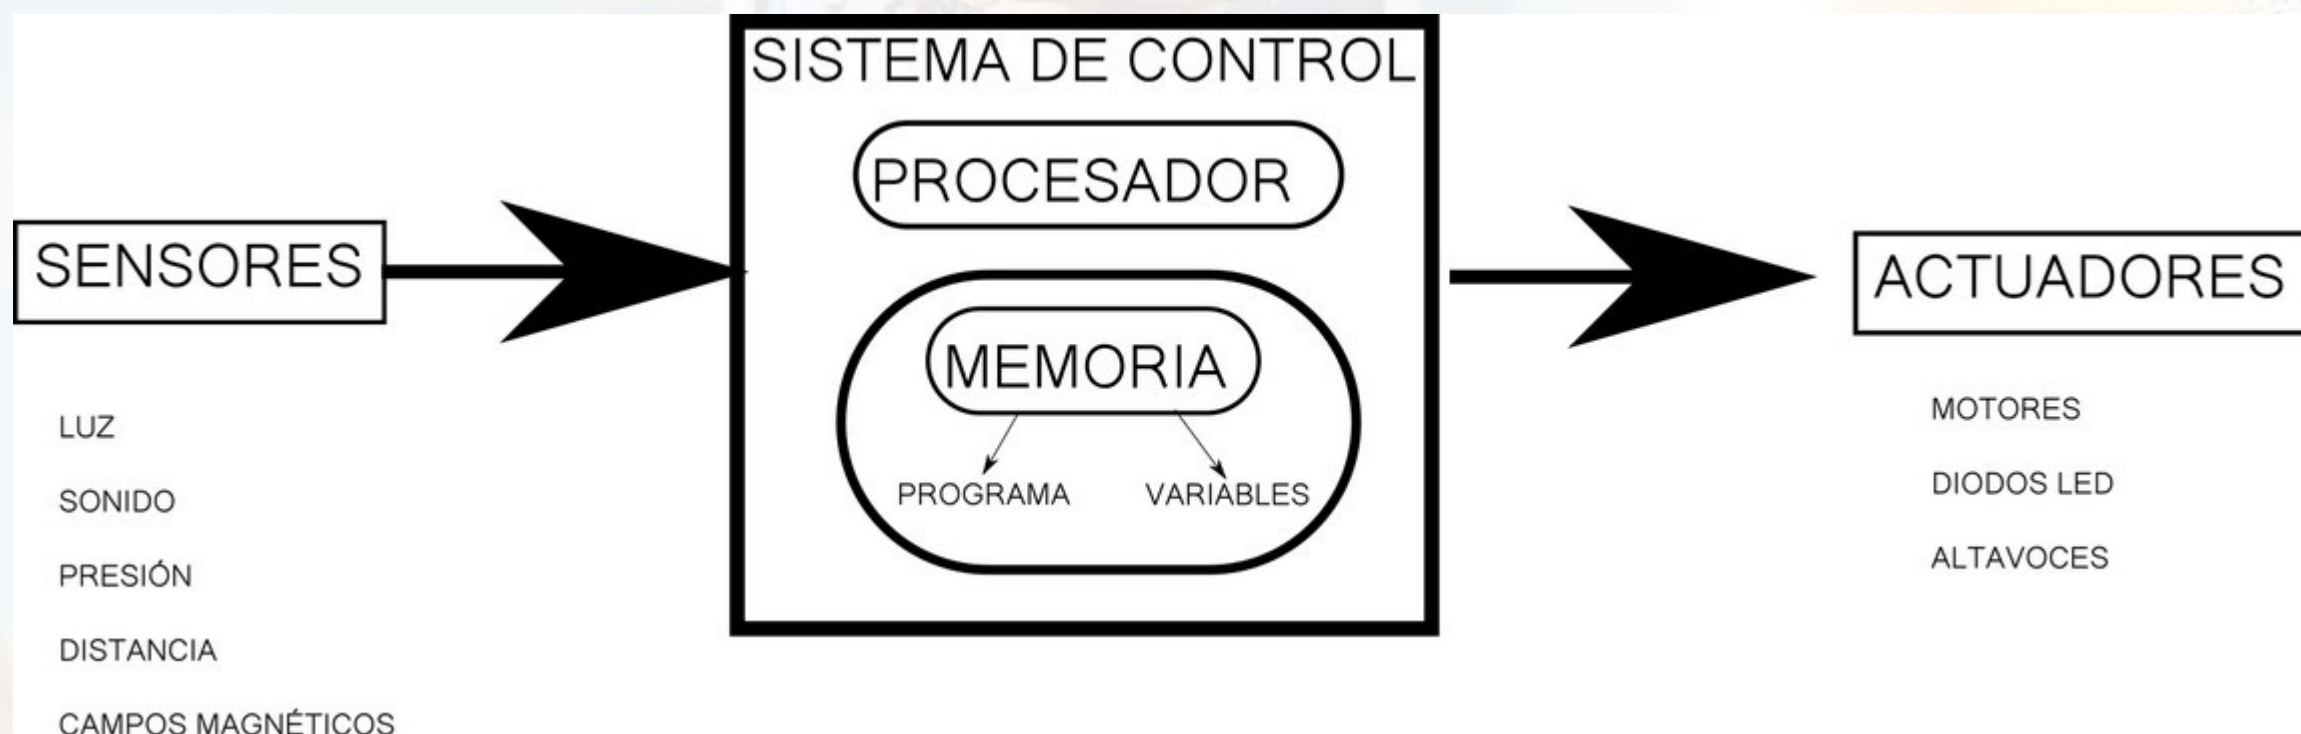 SISTEMA DE CONTROL
PROCESADOR
SENSORES
ACTUADORES
MEMORIA
PROGRAMA
VARIABLES
LUZ
SONIDO
PRESIÓN
DISTANCIA
CAMPOS MAGNÉTICOS
MOTORES
DIODOS LED
ALTAVOCES